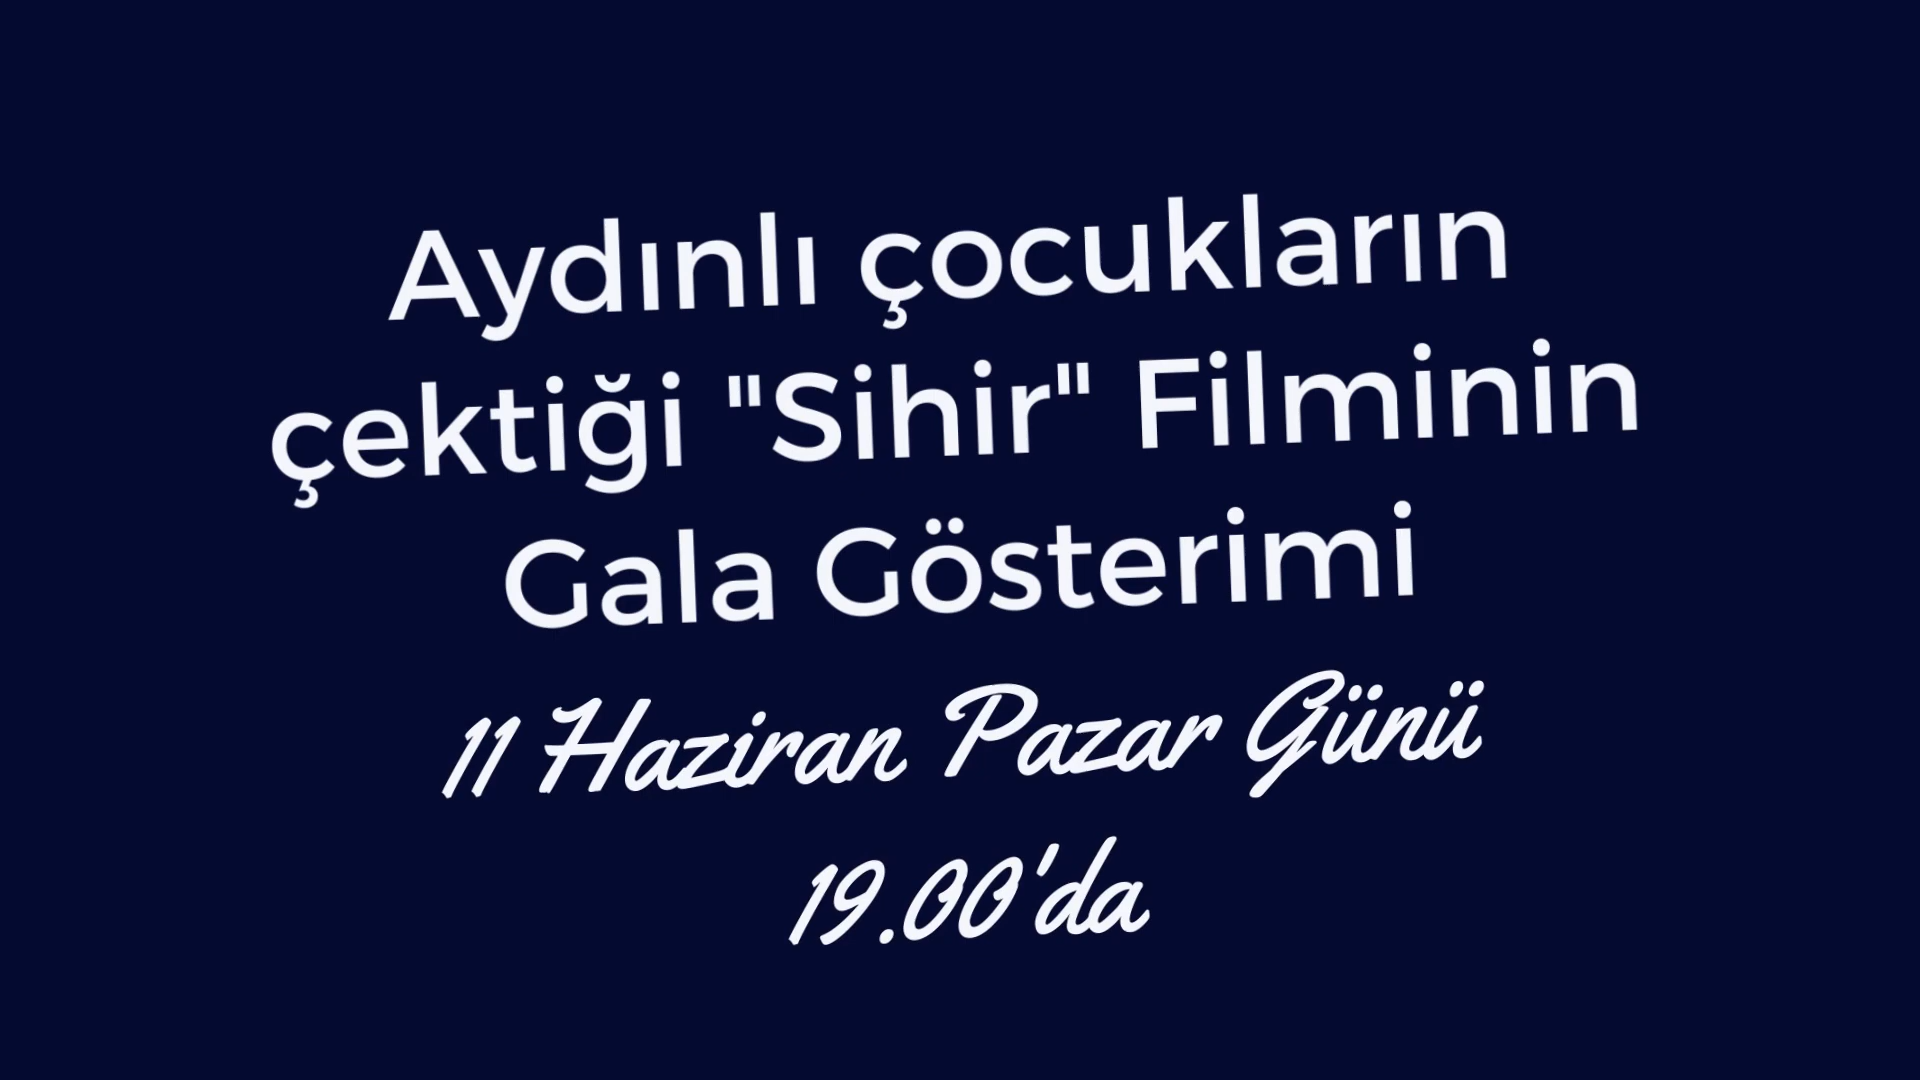 Aydınlı çocukların
çektiği "Sihir" Filminin
Gala Gösterimi
11 Haziran Pazar Günü
19.00'da